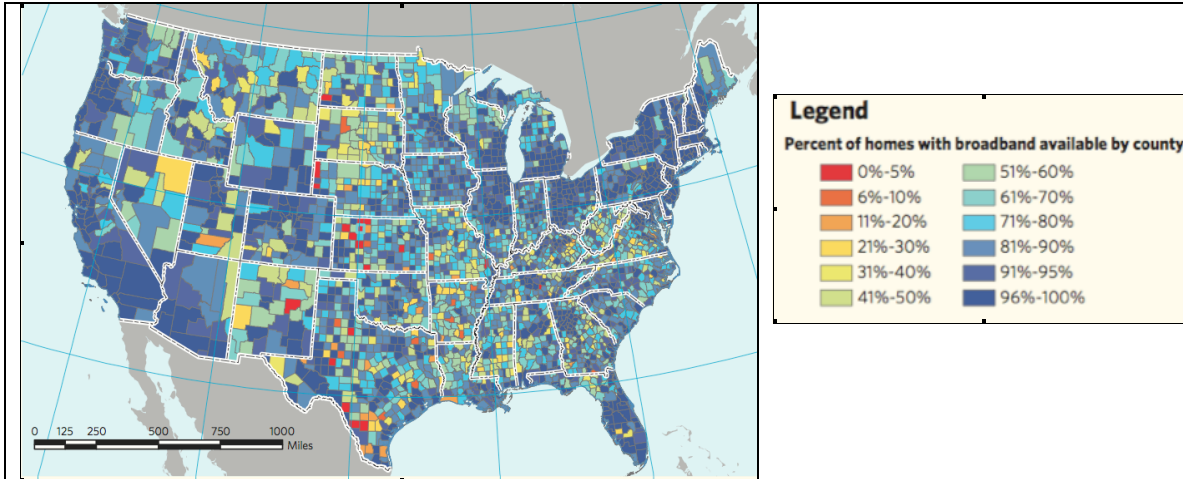 0 125 250 500 750 1000
Miles
Legend
Percent of homes with broadband available by county
0%-5% 51%-60%
6%-10% 61%-70%
11%-20% 71%-80%
21%-30% 81%-90%
31%-40% 91%-95%
41%-50% 96%-100%